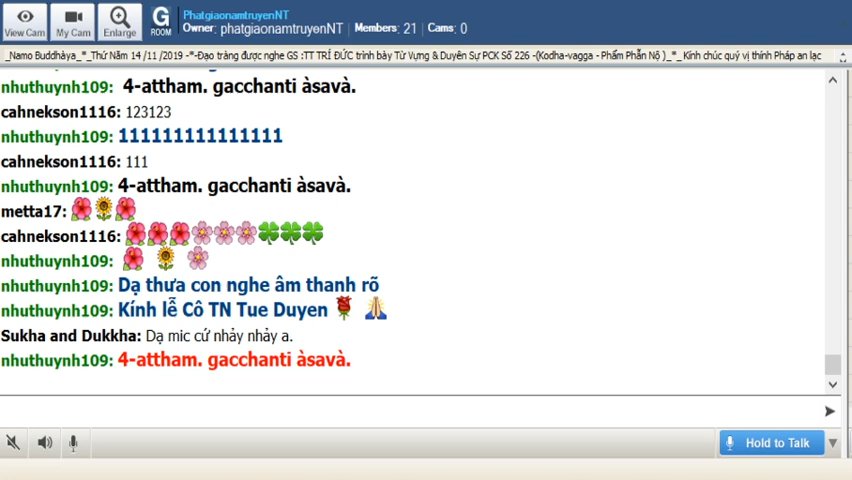 View Cam
My Cam
Enlarge
G
ROOM
PhatgiaonamtruyenNT
Owner: phatgiaonamtruyenNT | Members: 21 | Cams: 0
_Namo Buddhàya_*_Thứ Năm 14 /11 /2019 -*-Đạo tràng được nghe GS :TT TRÍ ĐỨC trình bày Từ Vựng & Duyên Sự PCK Số 226 -(Kodha-vagga - Phẩm Phẫn Nộ )_*_ Kính chúc quý vị thính Pháp an lạc
nhuthuynh109: 4-attham. gacchanti àsavà.
cahnekson1116: 123123
nhuthuynh109: 111111111111111
cahnekson1116: 111
nhuthuynh109: 4-attham. gacchanti àsavà.
metta17:
cahnekson1116:
nhuthuynh109:
nhuthuynh109: Dạ thưa con nghe âm thanh rõ
nhuthuynh109: Kính lễ Cô TN Tue Duyen
Sukha and Dukkha: Dạ mic cứ nhảy nhảy a.
nhuthuynh109: 4-attham. gacchanti àsavà.
Hold to Talk